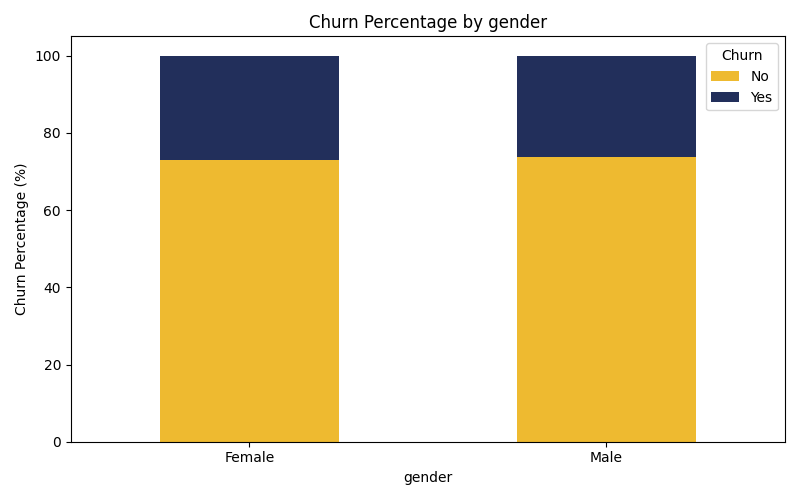 Churn Percentage by gender
Churn
No
Yes
Churn Percentage (%)
100
80
60
40
20
0
Female
Male
gender